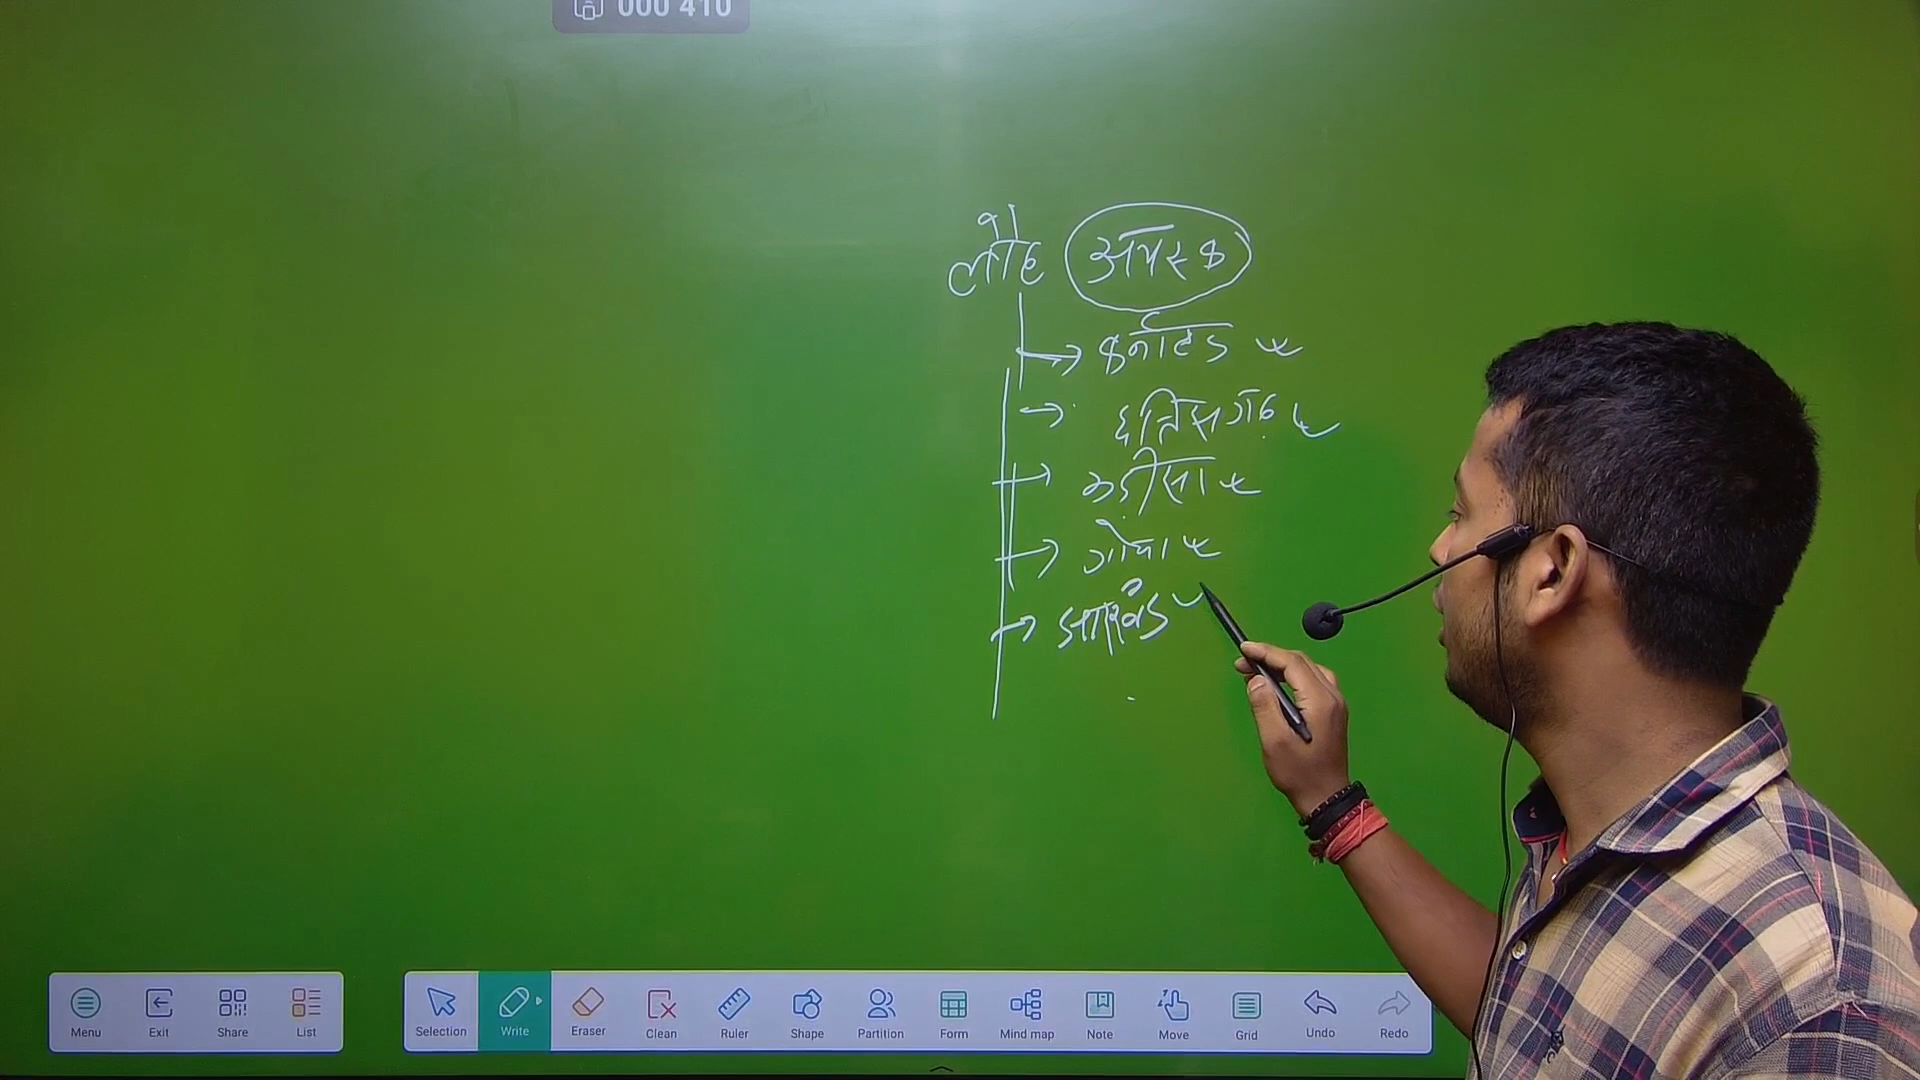 000 410
लौह अयस्क
→ कर्नाटक
→ छत्तिसगढ़
→ उड़ीसा
→ गोवा
→ झारखंड
Menu Exit Share List Selection Write Eraser Clean Ruler Shape Partition Form Mind map Note Move Grid Undo Redo